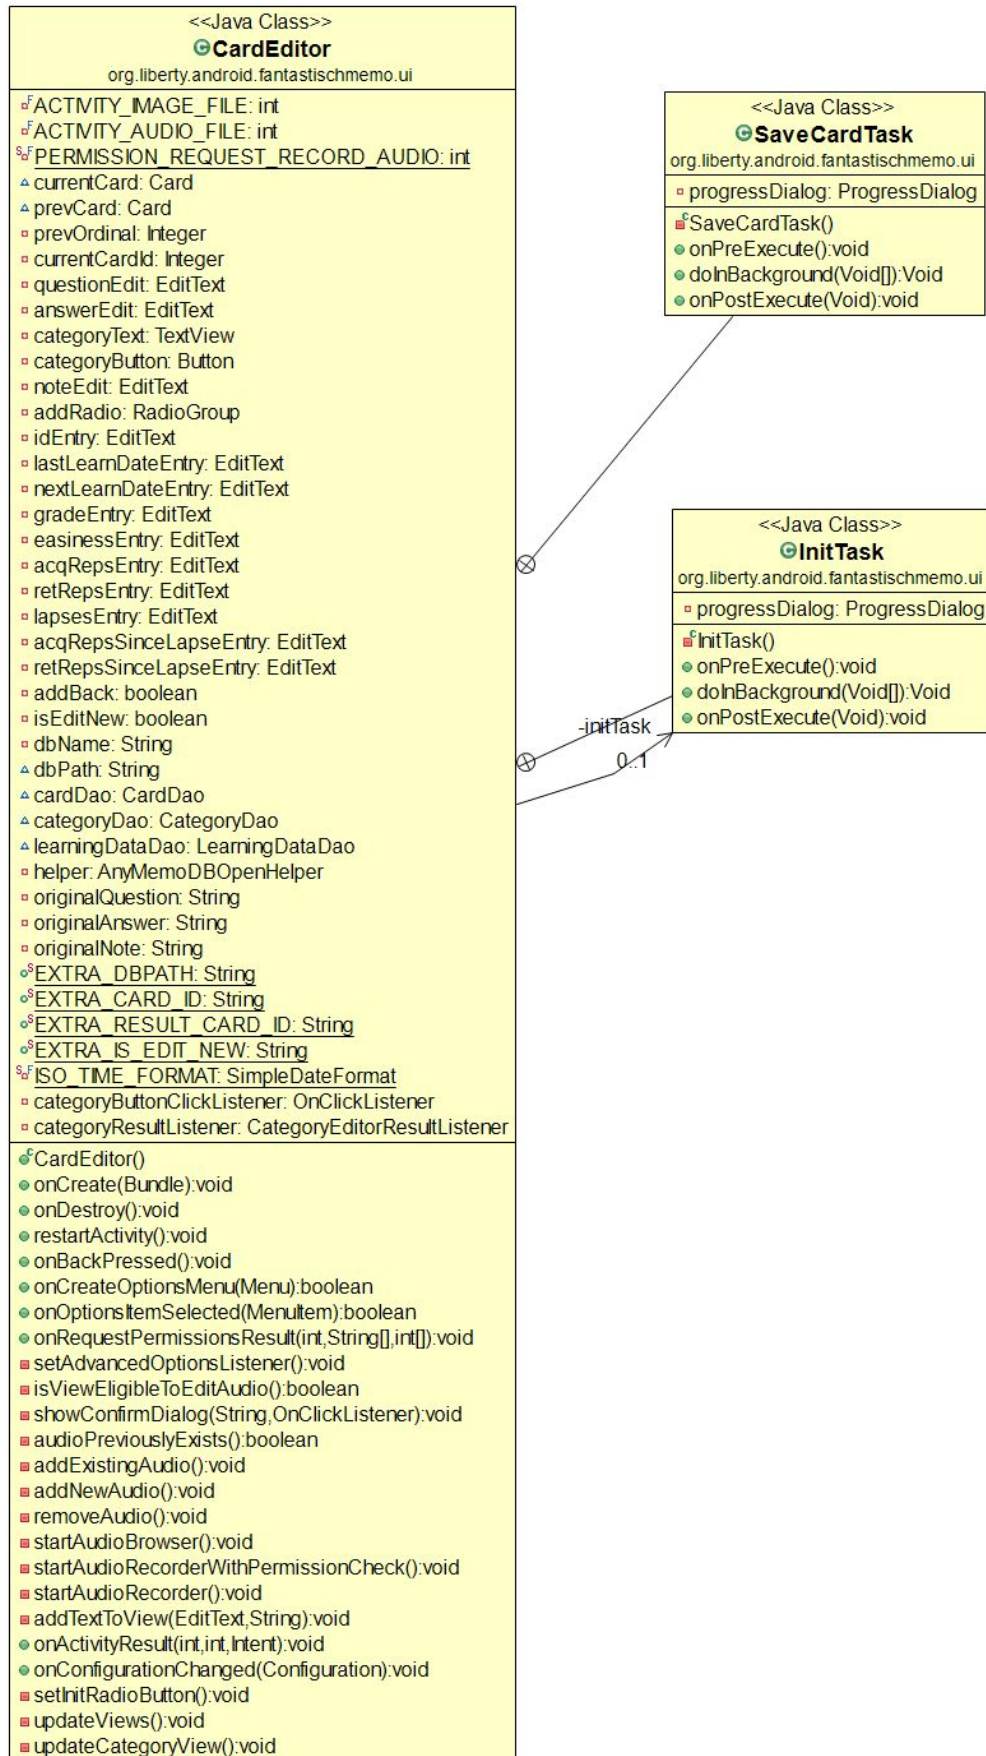 <<Java Class>>
CardEditor
org.liberty.android.fantastischmemo.ui
ACTIVITY_IMAGE_FILE: int
ACTIVITY_AUDIO_FILE: int
PERMISSION_REQUEST_RECORD_AUDIO: int
currentCard: Card
prevCard: Card
prevOrdinal: Integer
currentCardId: Integer
questionEdit: EditText
answerEdit: EditText
categoryText: TextView
categoryButton: Button
noteEdit: EditText
addRadio: RadioGroup
idEntry: EditText
lastLearnDateEntry: EditText
nextLearnDateEntry: EditText
gradeEntry: EditText
easinessEntry: EditText
acqRepsEntry: EditText
retRepsEntry: EditText
lapsesEntry: EditText
acqRepsSinceLapseEntry: EditText
retRepsSinceLapseEntry: EditText
addBack: boolean
isEditNew: boolean
dbName: String
dbPath: String
cardDao: CardDao
categoryDao: CategoryDao
learningDataDao: LearningDataDao
helper: AnyMemoDBOpenHelper
originalQuestion: String
originalAnswer: String
originalNote: String
EXTRA_DBPATH: String
EXTRA_CARD_ID: String
EXTRA_RESULT_CARD_ID: String
EXTRA_IS_EDIT_NEW: String
ISO_TIME_FORMAT: SimpleDateFormat
categoryButtonClickListener: OnClickListener
categoryResultListener: CategoryEditorResultListener
CardEditor()
onCreate(Bundle):void
onDestroy():void
restartActivity():void
onBackPressed():void
onCreateOptionsMenu(Menu):boolean
onOptionsItemSelected(MenuItem):boolean
onRequestPermissionsResult(int,String[],int[]):void
setAdvancedOptionsListener():void
isViewEligibleToEditAudio():boolean
showConfirmDialog(String,OnClickListener):void
audioPreviouslyExists():boolean
addExistingAudio():void
addNewAudio():void
removeAudio():void
startAudioBrowser():void
startAudioRecorderWithPermissionCheck():void
startAudioRecorder():void
addTextToView(EditText,String):void
onActivityResult(int,int,Intent):void
onConfigurationChanged(Configuration):void
setInitRadioButton():void
updateViews():void
updateCategoryView():void
<<Java Class>>
SaveCardTask
org.liberty.android.fantastischmemo.ui
progressDialog: ProgressDialog
SaveCardTask()
onPreExecute():void
doInBackground(Void[]):Void
onPostExecute(Void):void
<<Java Class>>
InitTask
org.liberty.android.fantastischmemo.ui
progressDialog: ProgressDialog
InitTask()
onPreExecute():void
doInBackground(Void[]):Void
onPostExecute(Void):void
-initTask
0..1